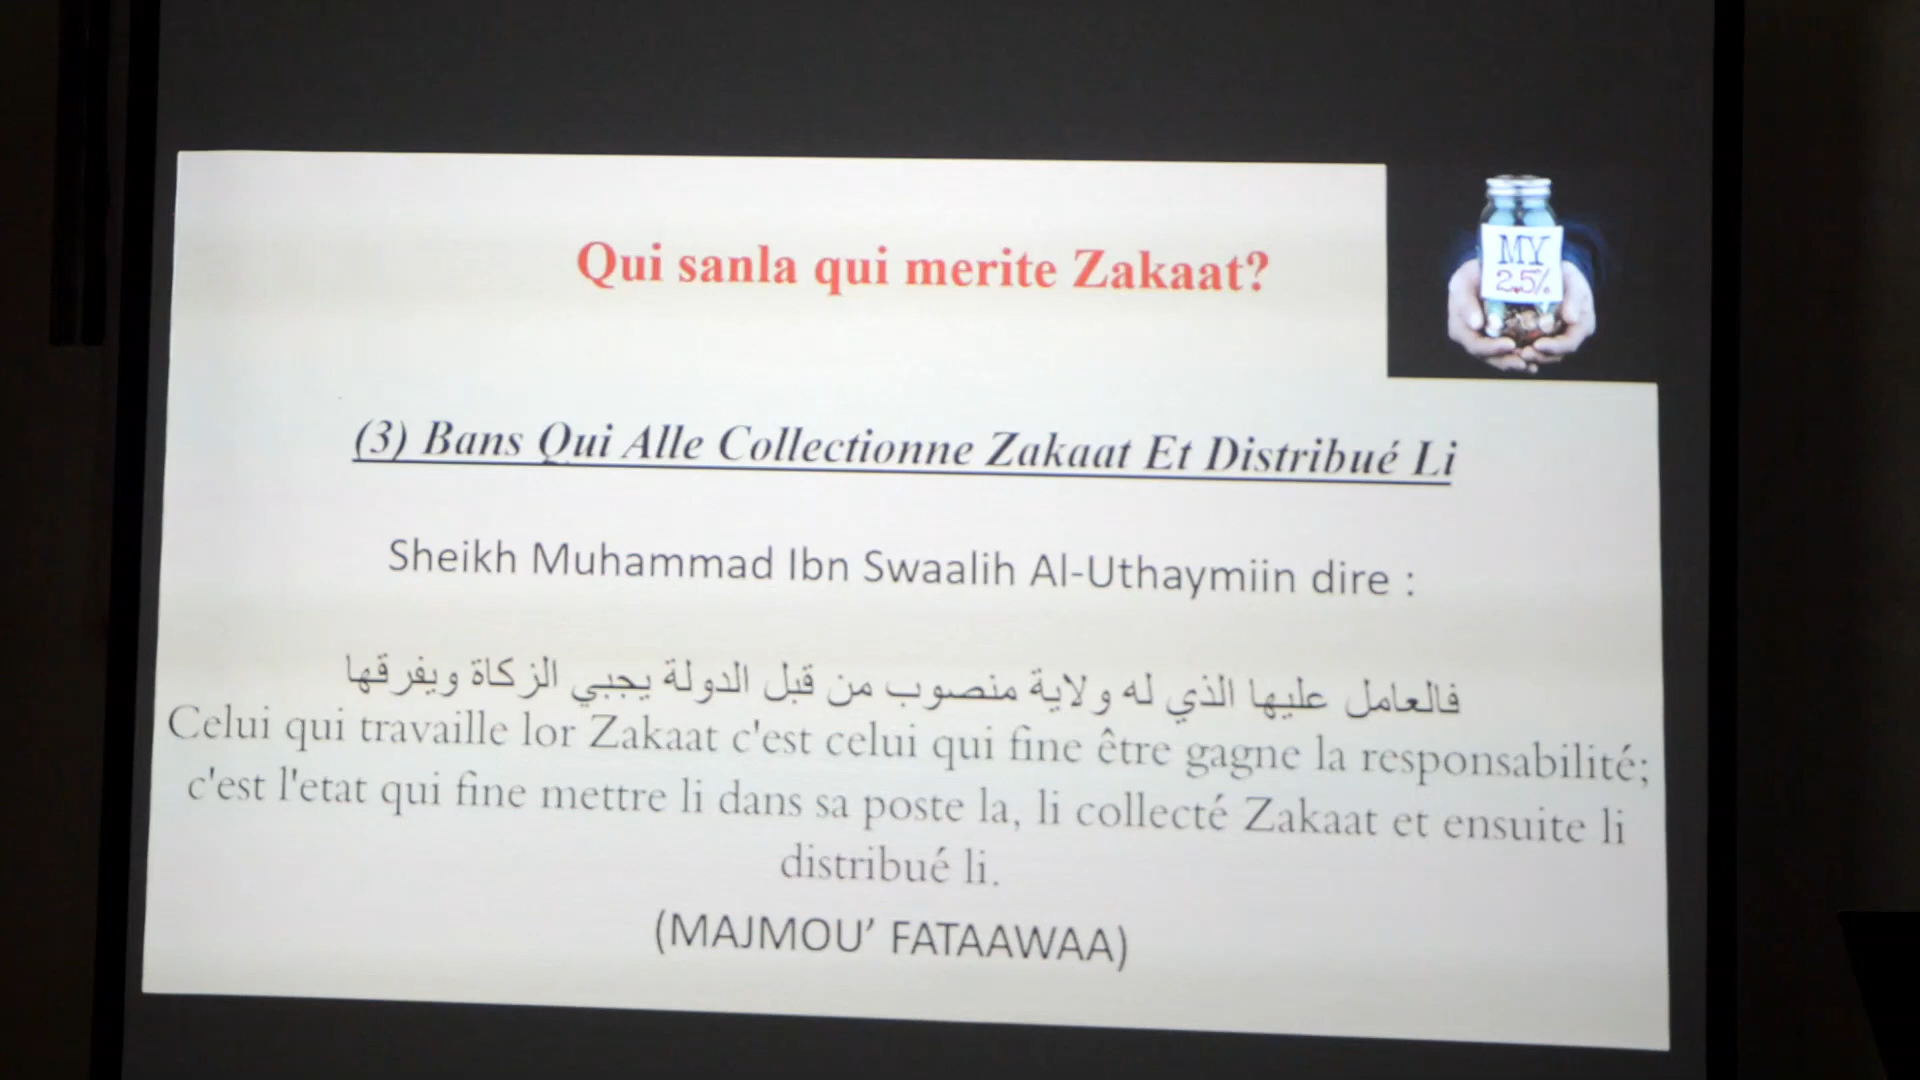 Qui sanla qui merite Zakaat?
MY
2.5%
(3) Bans Qui Alle Collectionne Zakaat Et Distribué Li
Sheikh Muhammad Ibn Swaalih Al-Uthaymiin dire :
فالعامل عليها الذي له ولاية منصوب من قبل الدولة يجبي الزكاة ويفرقها
Celui qui travaille lor Zakaat c'est celui qui fine être gagne la responsabilité;
c'est l'etat qui fine mettre li dans sa poste la, li collecté Zakaat et ensuite li
distribué li.
(MAJMOU’ FATAAWAA)